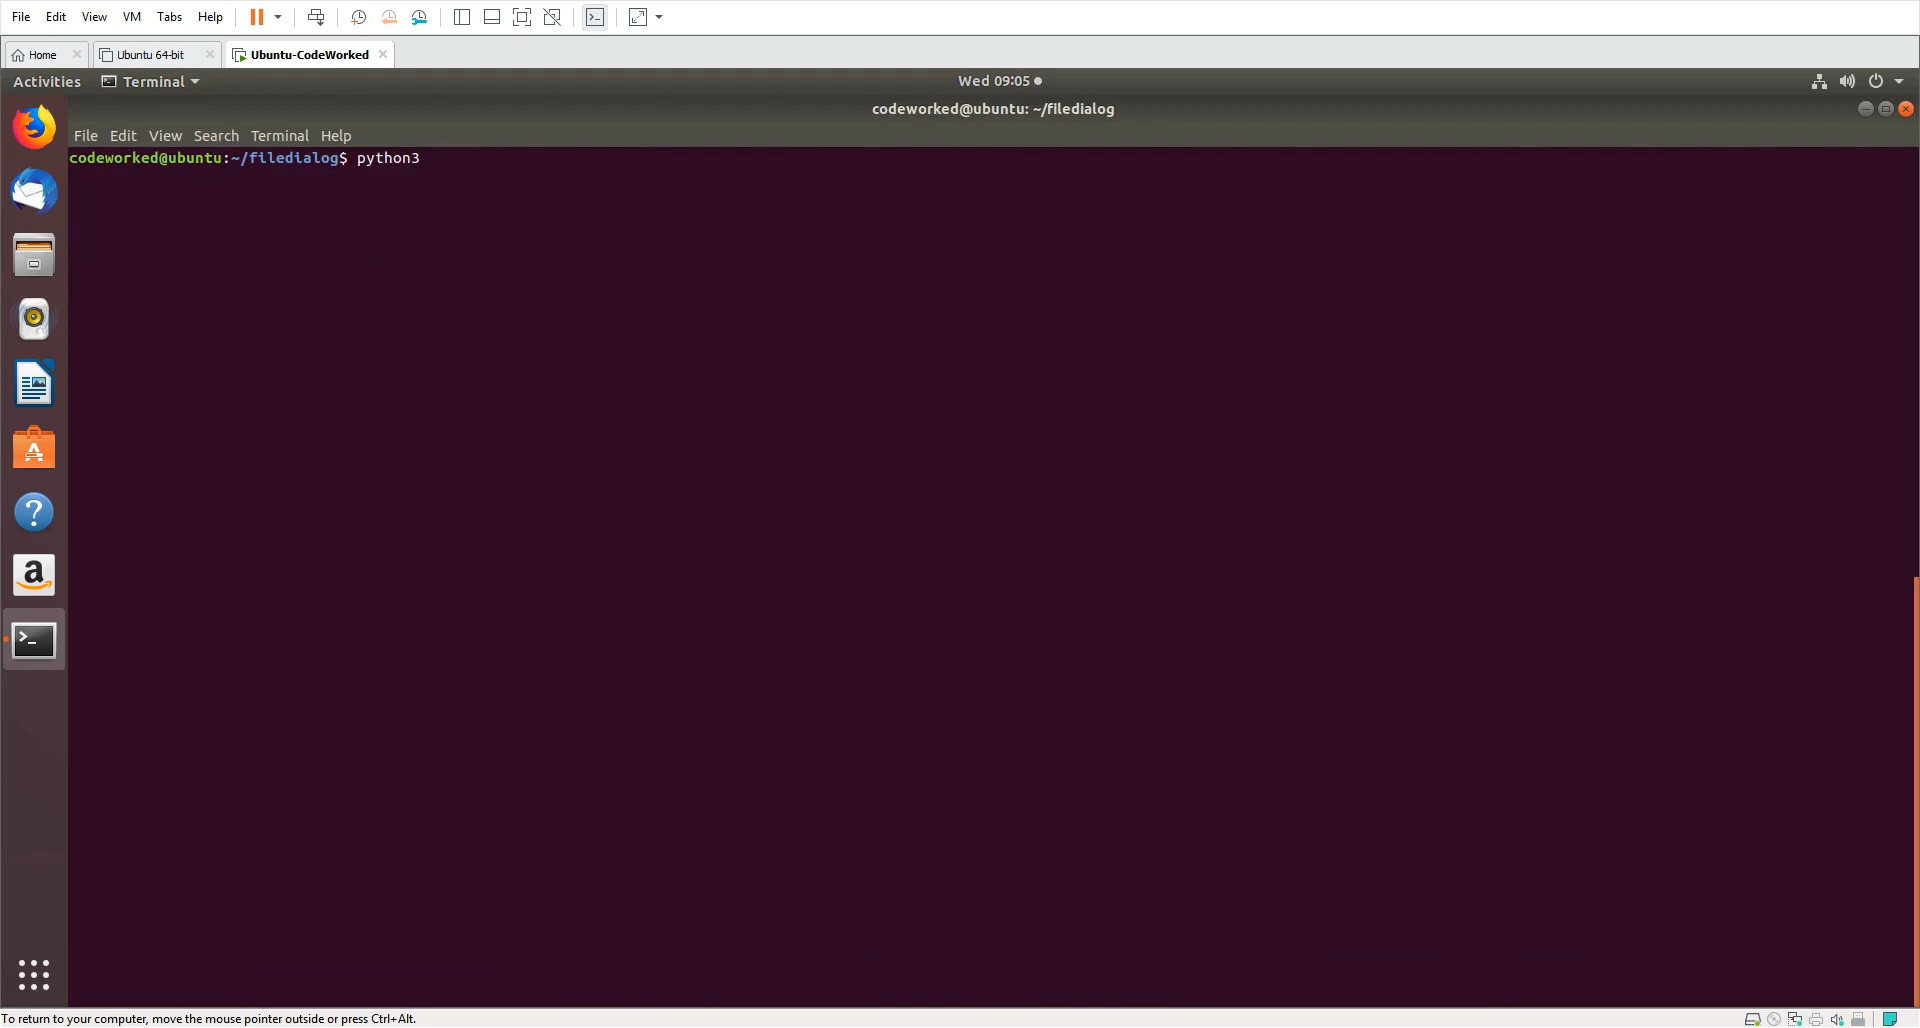 File Edit View VM Tabs Help
Home Ubuntu 64-bit Ubuntu-CodeWorked
Activities Terminal Wed 09:05
codeworked@ubuntu: ~/filedialog
File Edit View Search Terminal Help
codeworked@ubuntu:~/filedialog$ python3
To return to your computer, move the mouse pointer outside or press Ctrl+Alt.